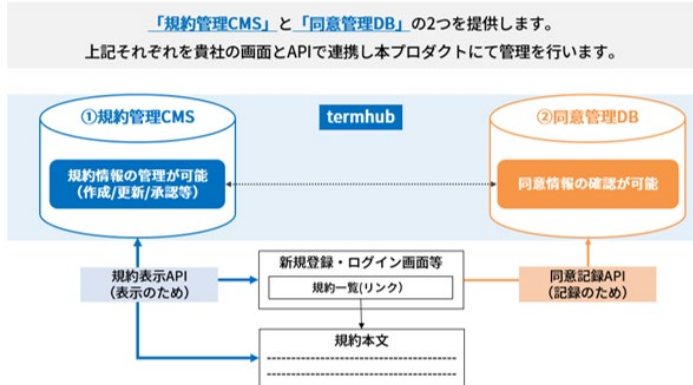 「規約管理CMS」と「同意管理DB」の2つを提供します。
上記それぞれを貴社の画面とAPIで連携し本プロダクトにて管理を行います。
①規約管理CMS
termhub
②同意管理DB
規約情報の管理が可能
(作成/更新/承認等)
同意情報の確認が可能
規約表示API
(表示のため)
新規登録・ログイン画面等
規約一覧(リンク)
同意記録API
(記録のため)
規約本文